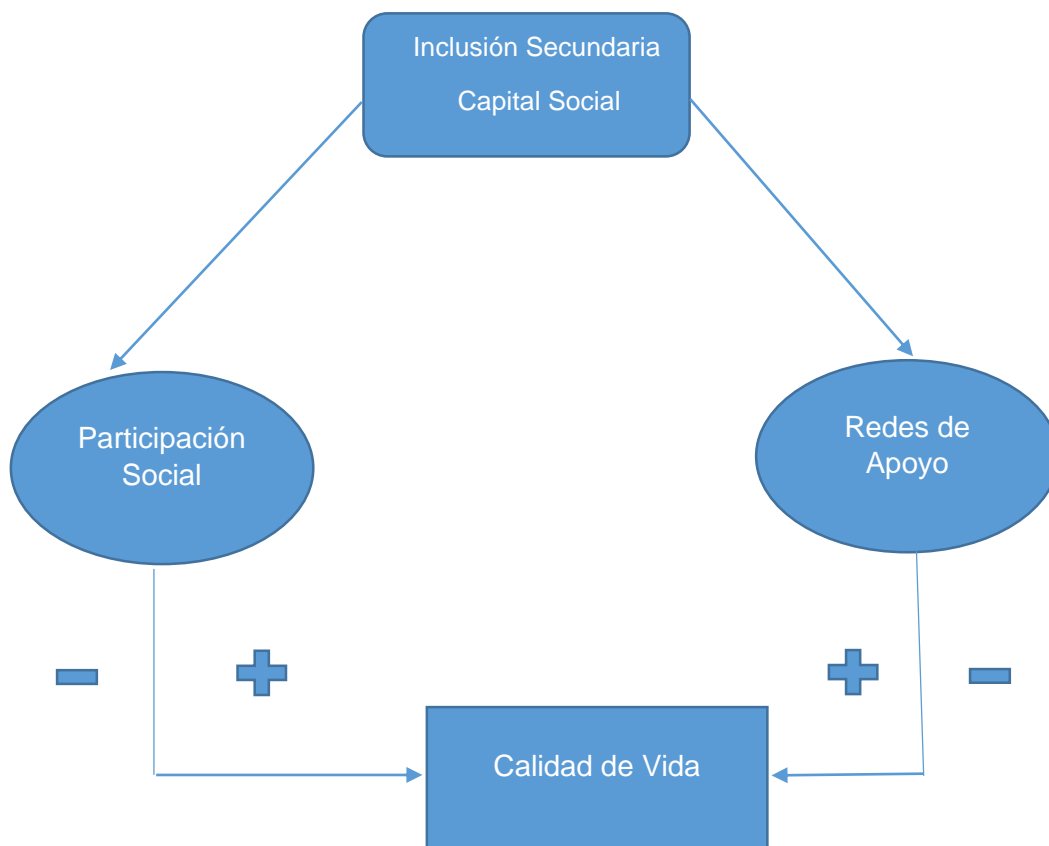 Inclusión Secundaria
Capital Social
Participación
Social
Redes de
Apoyo
Calidad de Vida